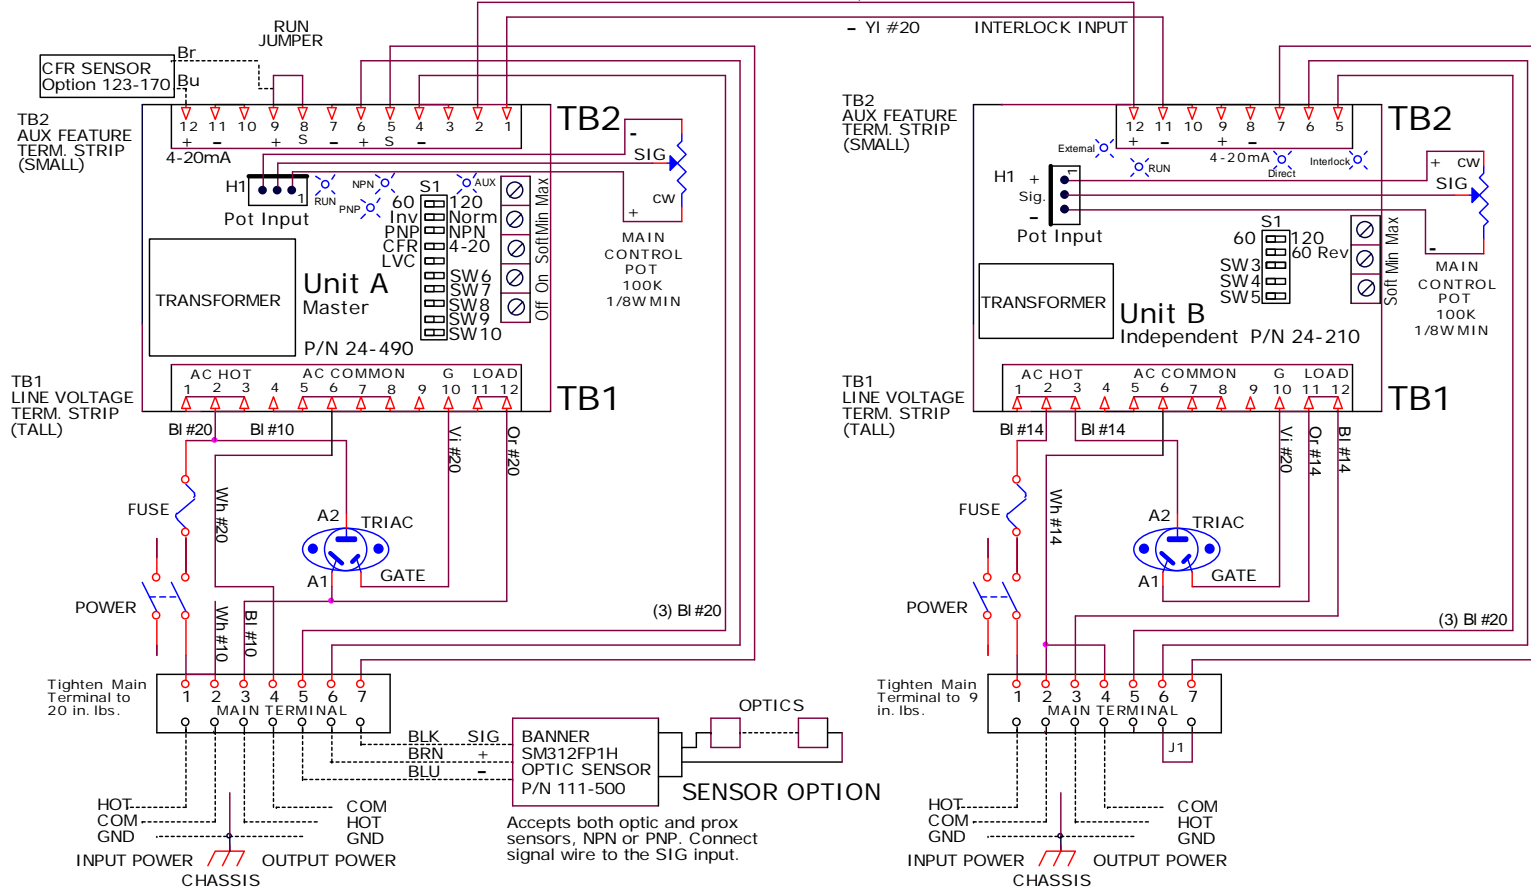 - Yl #20
INTERLOCK INPUT
RUN
JUMPER
CFR SENSOR
Option 123-170
Br
Bu
TB2
AUX FEATURE
TERM. STRIP
(SMALL)
12 11 10 9 8 7 6 5 4 3 2 1
+ - + S - + S -
4-20mA
TB2
H1
1
Pot Input
RUN
NPN
PNP
AUX
S1
60 120
Inv Norm
PNP NPN
CFR 4-20
LVC
SW6
SW7
SW8
SW9
SW10
Off On Soft Min Max
-
SIG
CW
+
MAIN
CONTROL
POT
100K
1/8W MIN
TRANSFORMER
Unit A
Master
P/N 24-490
TB1
LINE VOLTAGE
TERM. STRIP
(TALL)
AC HOT AC COMMON G LOAD
1 2 3 4 5 6 7 8 9 10 11 12
TB1
Bl #20
Bl #10
Vi #20
Or #20
FUSE
Wh #20
A2
TRIAC
A1
GATE
POWER
Wh #10
Bl #10
(3) Bl #20
Tighten Main
Terminal to
20 in. lbs.
1 2 3 4 5 6 7
MAIN TERMINAL
BLK SIG
BRN +
BLU -
BANNER
SM312FP1H
OPTIC SENSOR
P/N 111-500
OPTICS
SENSOR OPTION
Accepts both optic and prox
sensors, NPN or PNP. Connect
signal wire to the SIG input.
HOT
COM
GND
COM
HOT
GND
INPUT POWER
OUTPUT POWER
CHASSIS
TB2
AUX FEATURE
TERM. STRIP
(SMALL)
12 11 10 9 8 7 6 5
+ - + -
4-20mA
TB2
External
RUN
Direct
Interlock
H1
+
Sig.
-
1
Pot Input
S1
60 120
60 Rev
SW3
SW4
SW5
Soft Min Max
+ CW
SIG
-
MAIN
CONTROL
POT
100K
1/8W MIN
TRANSFORMER
Unit B
Independent P/N 24-210
TB1
LINE VOLTAGE
TERM. STRIP
(TALL)
AC HOT AC COMMON G LOAD
1 2 3 4 5 6 7 8 9 10 11 12
TB1
Bl #14
Bl #14
Vi #20
Or #14
Bl #14
FUSE
Wh #14
A2
TRIAC
A1
GATE
POWER
(3) Bl #20
Tighten Main
Terminal to 9
in. lbs.
1 2 3 4 5 6 7
MAIN TERMINAL
J1
HOT
COM
GND
COM
HOT
GND
INPUT POWER
OUTPUT POWER
CHASSIS